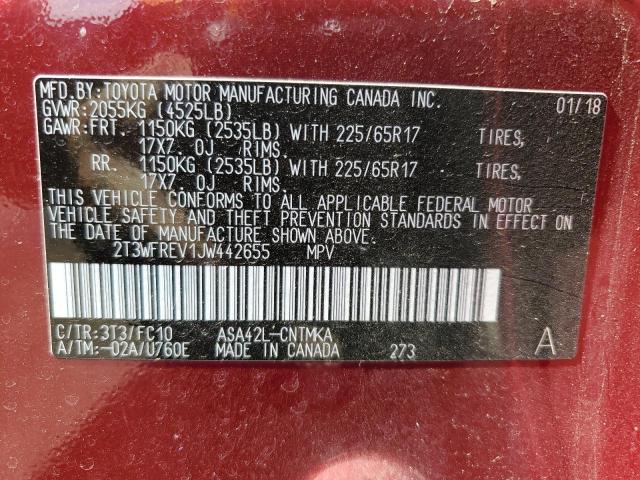 MFD.BY:TOYOTA MOTOR MANUFACTURING CANADA INC. 01/18
GVWR:2055KG (4525LB)
GAWR:FRT. 1150KG (2535LB) WITH 225/65R17 TIRES,
17X7.0J RIMS.
RR. 1150KG (2535LB) WITH 225/65R17 TIRES,
17X7.0J RIMS.
THIS VEHICLE CONFORMS TO ALL APPLICABLE FEDERAL MOTOR
VEHICLE SAFETY AND THEFT PREVENTION STANDARDS IN EFFECT ON
THE DATE OF MANUFACTURE SHOWN ABOVE.
2T3WFREV1JW442655 MPV
C/TR:3T3/FC10 ASA42L-CNTMKA
A/TM:-02A/U760E MADE IN CANADA 273 A